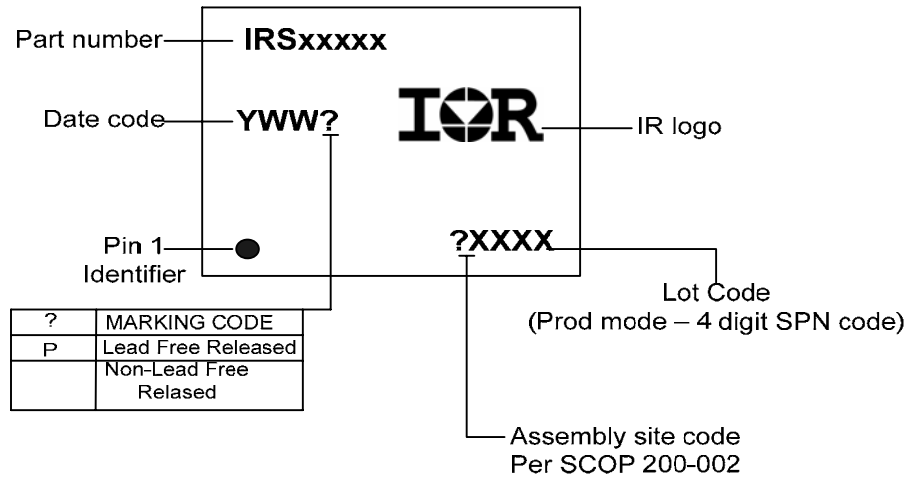 Part number
IRSxxxxx
Date code
YWW?
IOR
IR logo
Pin 1
Identifier
?XXXX
Lot Code
(Prod mode – 4 digit SPN code)
? MARKING CODE
P Lead Free Released
Non-Lead Free
Relased
Assembly site code
Per SCOP 200-002